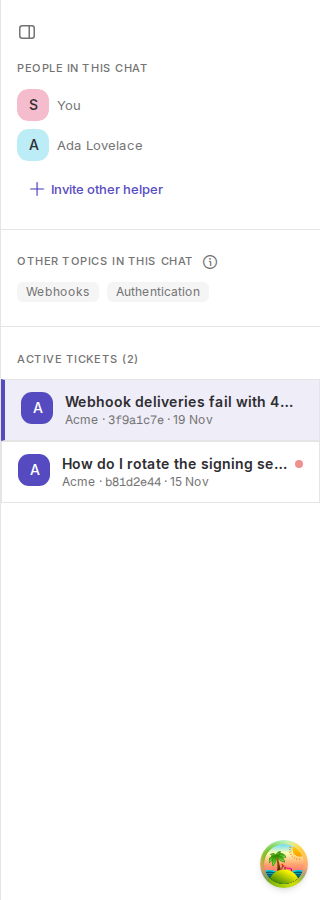 PEOPLE IN THIS CHAT
S You
A Ada Lovelace
Invite other helper
OTHER TOPICS IN THIS CHAT
Webhooks Authentication
ACTIVE TICKETS (2)
A Webhook deliveries fail with 4…
Acme · 3f9a1c7e · 19 Nov
A How do I rotate the signing se…
Acme · b81d2e44 · 15 Nov